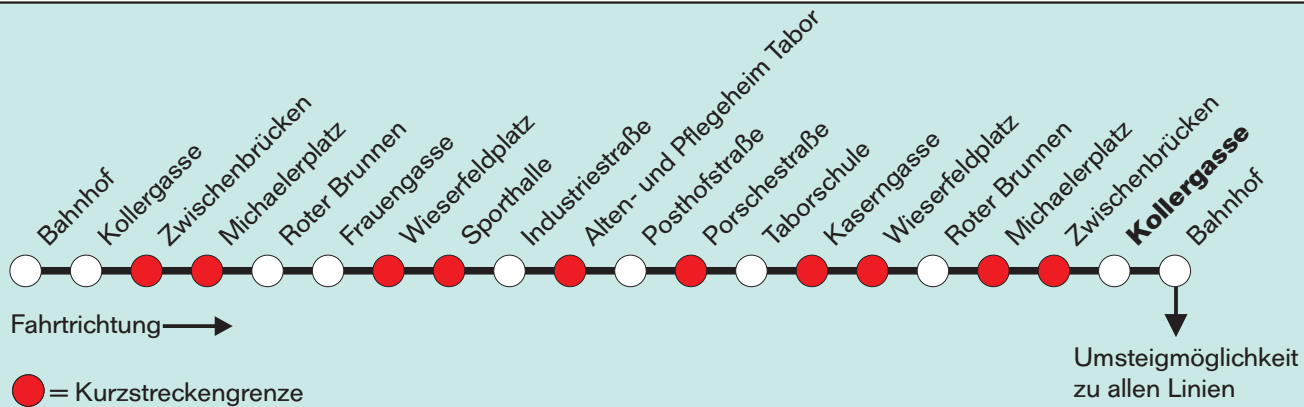 Bahnhof
Kollergasse
Zwischenbrücken
Michaelerplatz
Roter Brunnen
Frauengasse
Wieserfeldplatz
Sporthalle
Industriestraße
Alten- und Pflegeheim Tabor
Posthofstraße
Porschestraße
Taborschule
Kaserngasse
Wieserfeldplatz
Roter Brunnen
Michaelerplatz
Zwischenbrücken
Kollergasse
Bahnhof
Fahrtrichtung
= Kurzstreckengrenze
Umsteigmöglichkeit
zu allen Linien